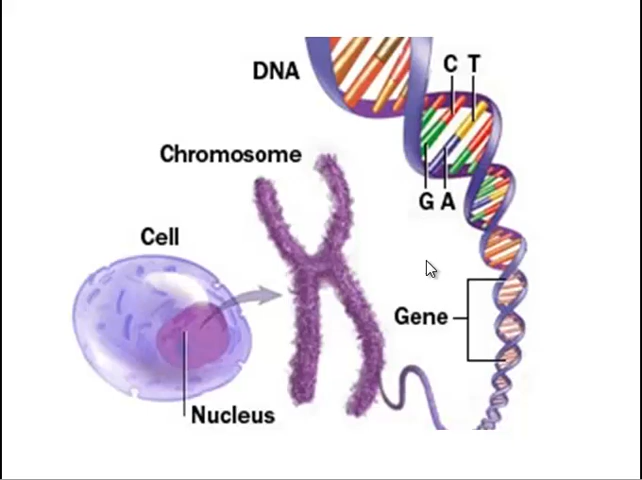 DNA
C T
Chromosome
G A
Cell
Gene
Nucleus